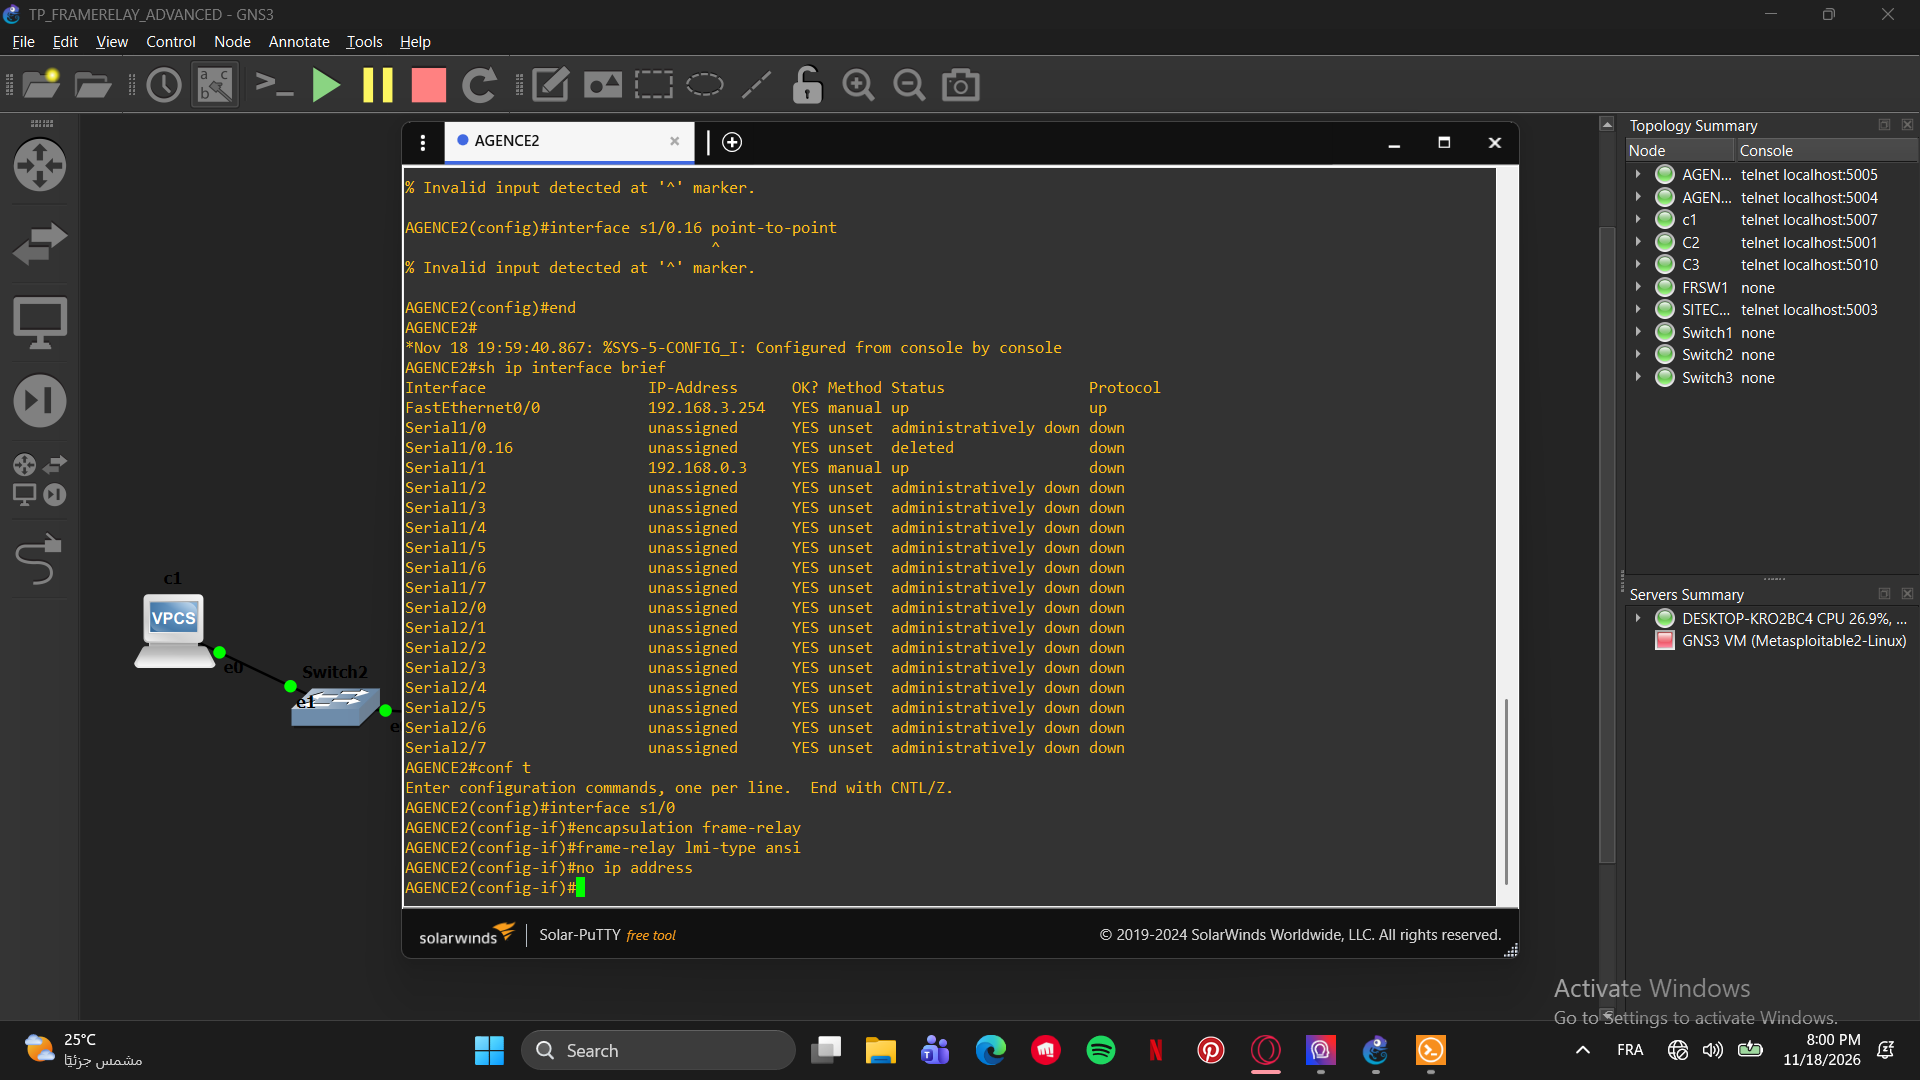 TP_FRAMERELAY_ADVANCED - GNS3
File Edit View Control Node Annotate Tools Help
AGENCE2
% Invalid input detected at '^' marker.
AGENCE2(config)#interface s1/0.16 point-to-point
^
% Invalid input detected at '^' marker.
AGENCE2(config)#end
AGENCE2#
*Nov 18 19:59:40.867: %SYS-5-CONFIG_I: Configured from console by console
AGENCE2#sh ip interface brief
Interface IP-Address OK? Method Status Protocol
FastEthernet0/0 192.168.3.254 YES manual up up
Serial1/0 unassigned YES unset administratively down down
Serial1/0.16 unassigned YES unset deleted down
Serial1/1 192.168.0.3 YES manual up down
Serial1/2 unassigned YES unset administratively down down
Serial1/3 unassigned YES unset administratively down down
Serial1/4 unassigned YES unset administratively down down
Serial1/5 unassigned YES unset administratively down down
Serial1/6 unassigned YES unset administratively down down
Serial1/7 unassigned YES unset administratively down down
Serial2/0 unassigned YES unset administratively down down
Serial2/1 unassigned YES unset administratively down down
Serial2/2 unassigned YES unset administratively down down
Serial2/3 unassigned YES unset administratively down down
Serial2/4 unassigned YES unset administratively down down
Serial2/5 unassigned YES unset administratively down down
Serial2/6 unassigned YES unset administratively down down
Serial2/7 unassigned YES unset administratively down down
AGENCE2#conf t
Enter configuration commands, one per line. End with CNTL/Z.
AGENCE2(config)#interface s1/0
AGENCE2(config-if)#encapsulation frame-relay
AGENCE2(config-if)#frame-relay lmi-type ansi
AGENCE2(config-if)#no ip address
AGENCE2(config-if)#
solarwinds Solar-PuTTY free tool © 2019-2024 SolarWinds Worldwide, LLC. All rights reserved.
c1
VPCS
e0
Switch2
e1
e
Topology Summary
Node Console
AGEN... telnet localhost:5005
AGEN... telnet localhost:5004
c1 telnet localhost:5007
C2 telnet localhost:5001
C3 telnet localhost:5010
FRSW1 none
SITEC... telnet localhost:5003
Switch1 none
Switch2 none
Switch3 none
Servers Summary
DESKTOP-KRO2BC4 CPU 26.9%, ...
GNS3 VM (Metasploitable2-Linux)
Activate Windows
Go to Settings to activate Windows.
25°C
مشمس جزئيًا
Search
FRA
8:00 PM
11/18/2026